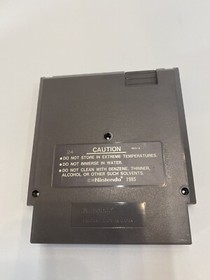 CAUTION
●DO NOT STORE IN EXTREME TEMPERATURES.
●DO NOT IMMERSE IN WATER.
●DO NOT CLEAN WITH BENZENE, THINNER,
ALCOHOL OR OTHER SUCH SOLVENTS.
©Nintendo 1985